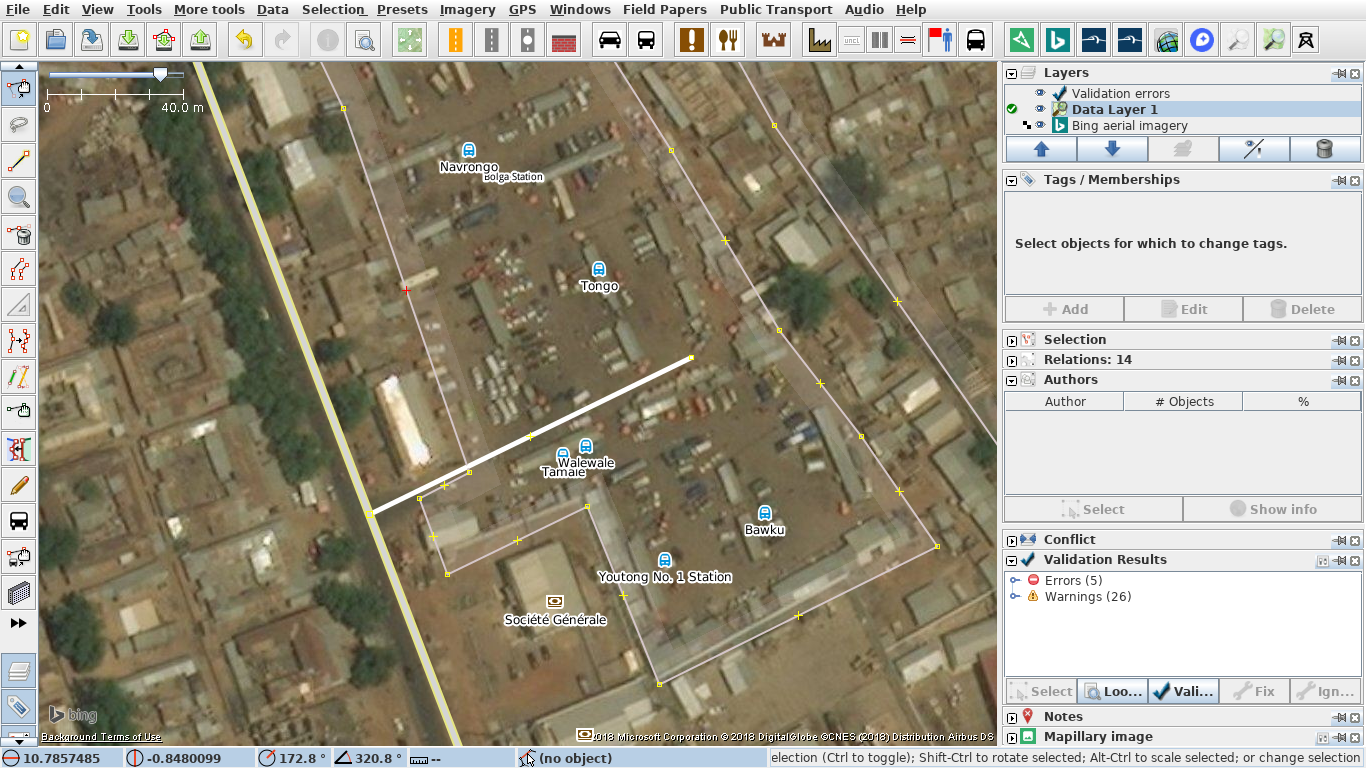 File Edit View Tools More tools Data Selection Presets Imagery GPS Windows Field Papers Public Transport Audio Help
0 40.0 m
Navrongo
Bolga Station
Tongo
Walewale
Tamale
Bawku
Youtong No. 1 Station
Société Générale
bing
Background Terms of Use
2018 Microsoft Corporation © 2018 DigitalGlobe ©CNES (2018) Distribution Airbus DS
Layers
Validation errors
Data Layer 1
Bing aerial imagery
Tags / Memberships
Select objects for which to change tags.
Add Edit Delete
Selection
Relations: 14
Authors
Author # Objects %
Select Show info
Conflict
Validation Results
Errors (5)
Warnings (26)
Select Loo... Vali... Fix Ign...
Notes
Mapillary image
10.7857485 -0.8480099 172.8 ° 320.8 ° -- (no object) election (Ctrl to toggle); Shift-Ctrl to rotate selected; Alt-Ctrl to scale selected; or change selection